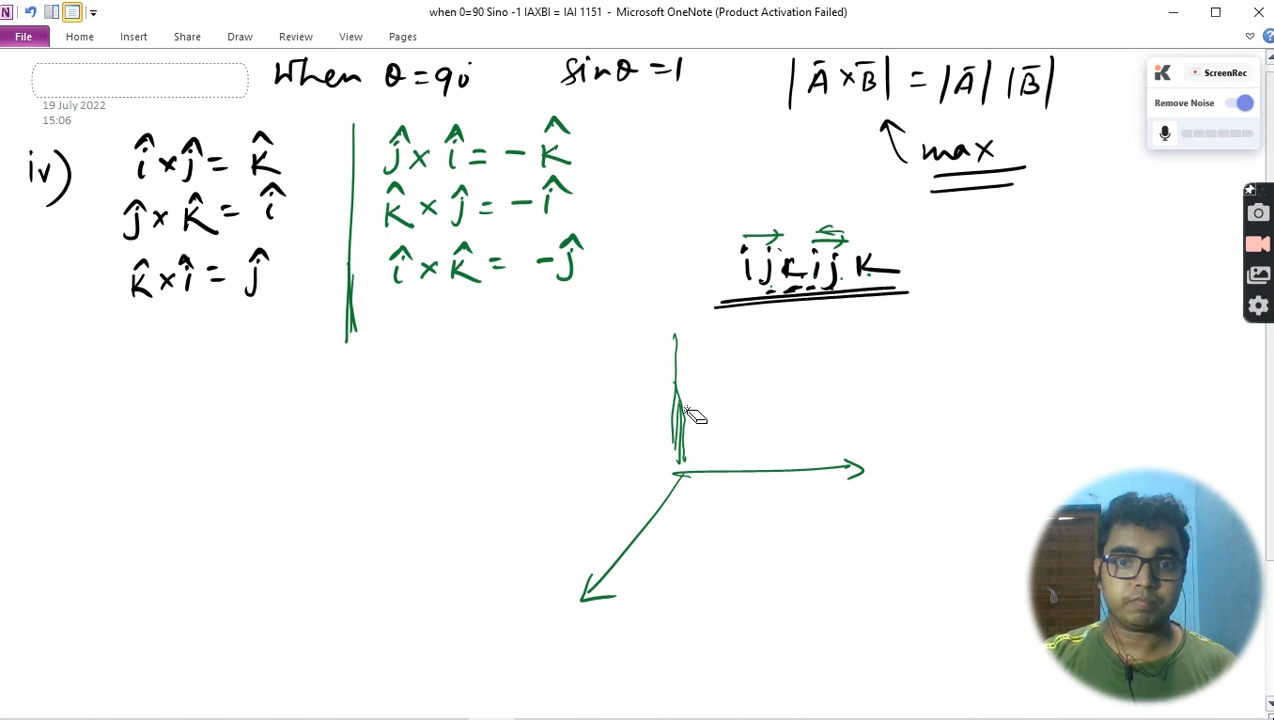 when 0=90 Sino -1 IAXBI = IAI 1151 - Microsoft OneNote (Product Activation Failed)
File Home Insert Share Draw Review View Pages
When θ = 90 sinθ = 1 |A̅ × B̅| = |A̅| |B̅|
19 July 2022
15:06
max
iv) î × ĵ = k̂ ĵ × î = - k̂
ĵ × k̂ = î k̂ × ĵ = - î
k̂ × î = ĵ î × k̂ = - ĵ
i j k i j k
ScreenRec
Remove Noise